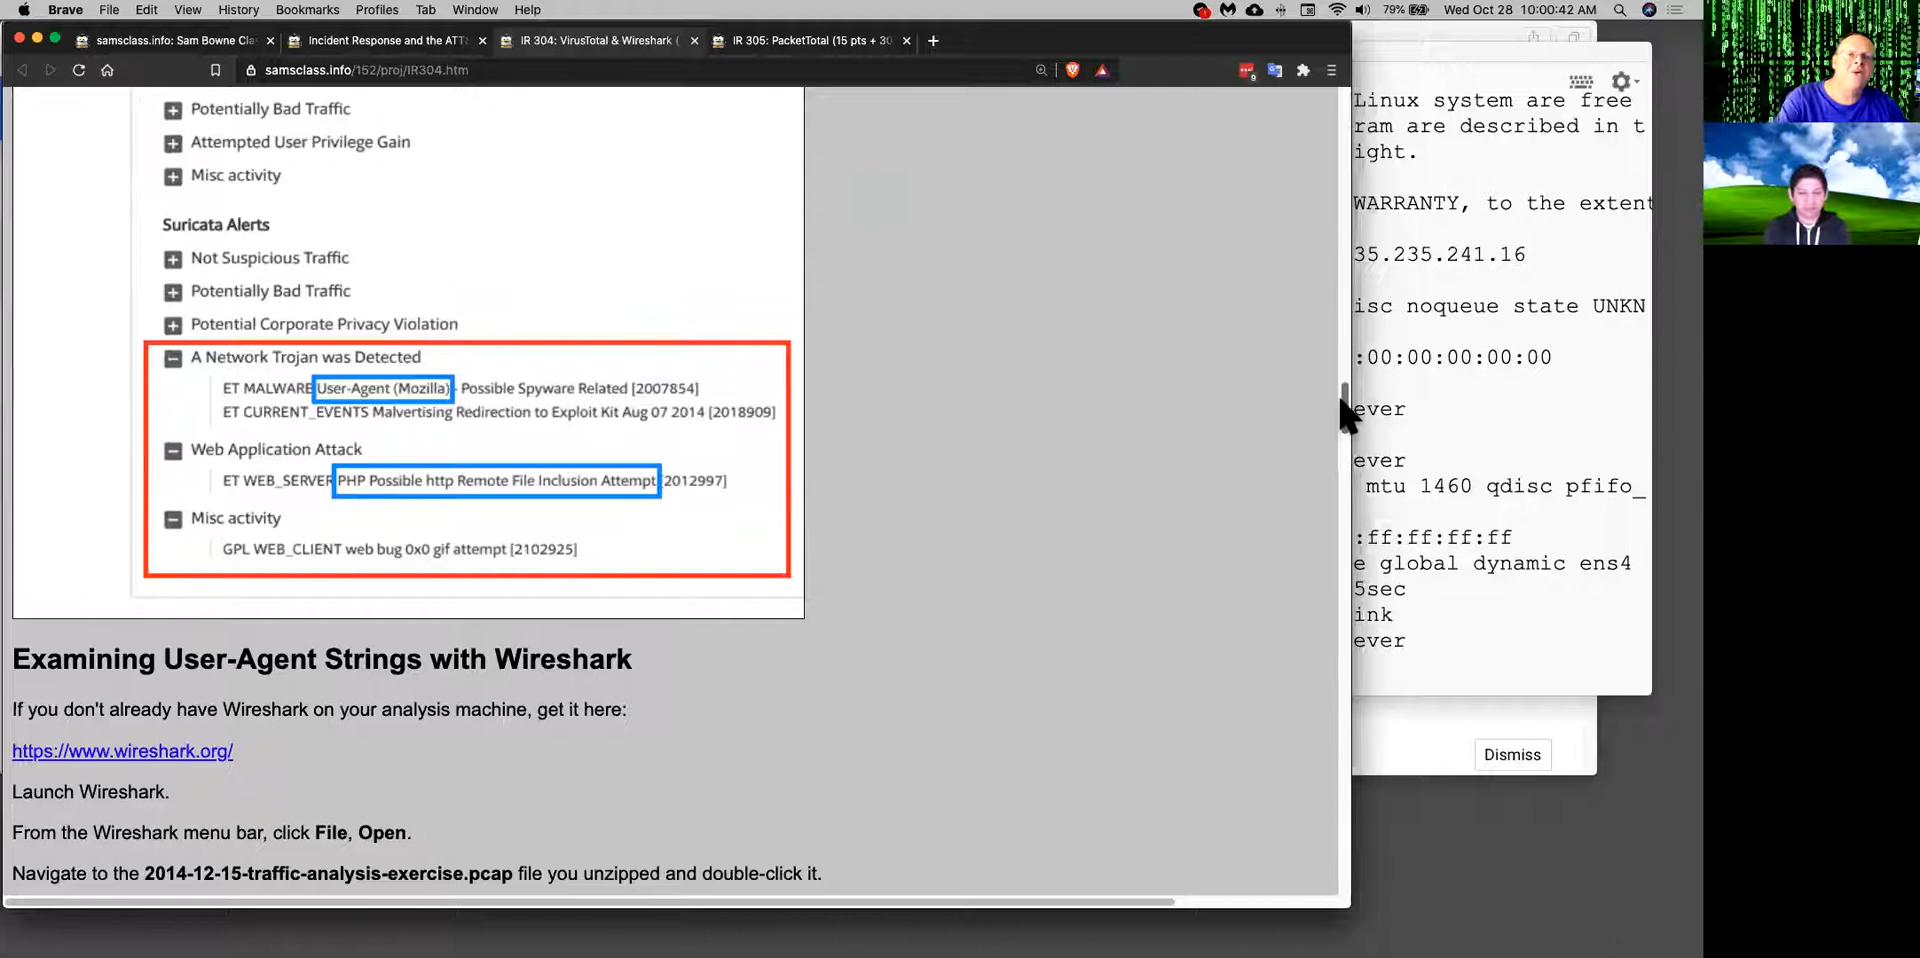 Brave File Edit View History Bookmarks Profiles Tab Window Help 79% Wed Oct 28 10:00:42 AM
samsclass.info: Sam Bowne Cla
Incident Response and the ATT
IR 304: VirusTotal & Wireshark (
IR 305: PacketTotal (15 pts + 30
samsclass.info/152/proj/IR304.htm
Potentially Bad Traffic
Attempted User Privilege Gain
Misc activity
Suricata Alerts
Not Suspicious Traffic
Potentially Bad Traffic
Potential Corporate Privacy Violation
A Network Trojan was Detected
ET MALWARE User-Agent (Mozilla) - Possible Spyware Related [2007854]
ET CURRENT_EVENTS Malvertising Redirection to Exploit Kit Aug 07 2014 [2018909]
Web Application Attack
ET WEB_SERVER PHP Possible http Remote File Inclusion Attempt [2012997]
Misc activity
GPL WEB_CLIENT web bug 0x0 gif attempt [2102925]
Examining User-Agent Strings with Wireshark
If you don't already have Wireshark on your analysis machine, get it here:
https://www.wireshark.org/
Launch Wireshark.
From the Wireshark menu bar, click File, Open.
Navigate to the 2014-12-15-traffic-analysis-exercise.pcap file you unzipped and double-click it.
Linux system are free
ram are described in t
ight.
WARRANTY, to the extent
35.235.241.16
isc noqueue state UNKN
:00:00:00:00:00
ever
ever
mtu 1460 qdisc pfifo_
:ff:ff:ff:ff
e global dynamic ens4
5sec
ink
ever
Dismiss